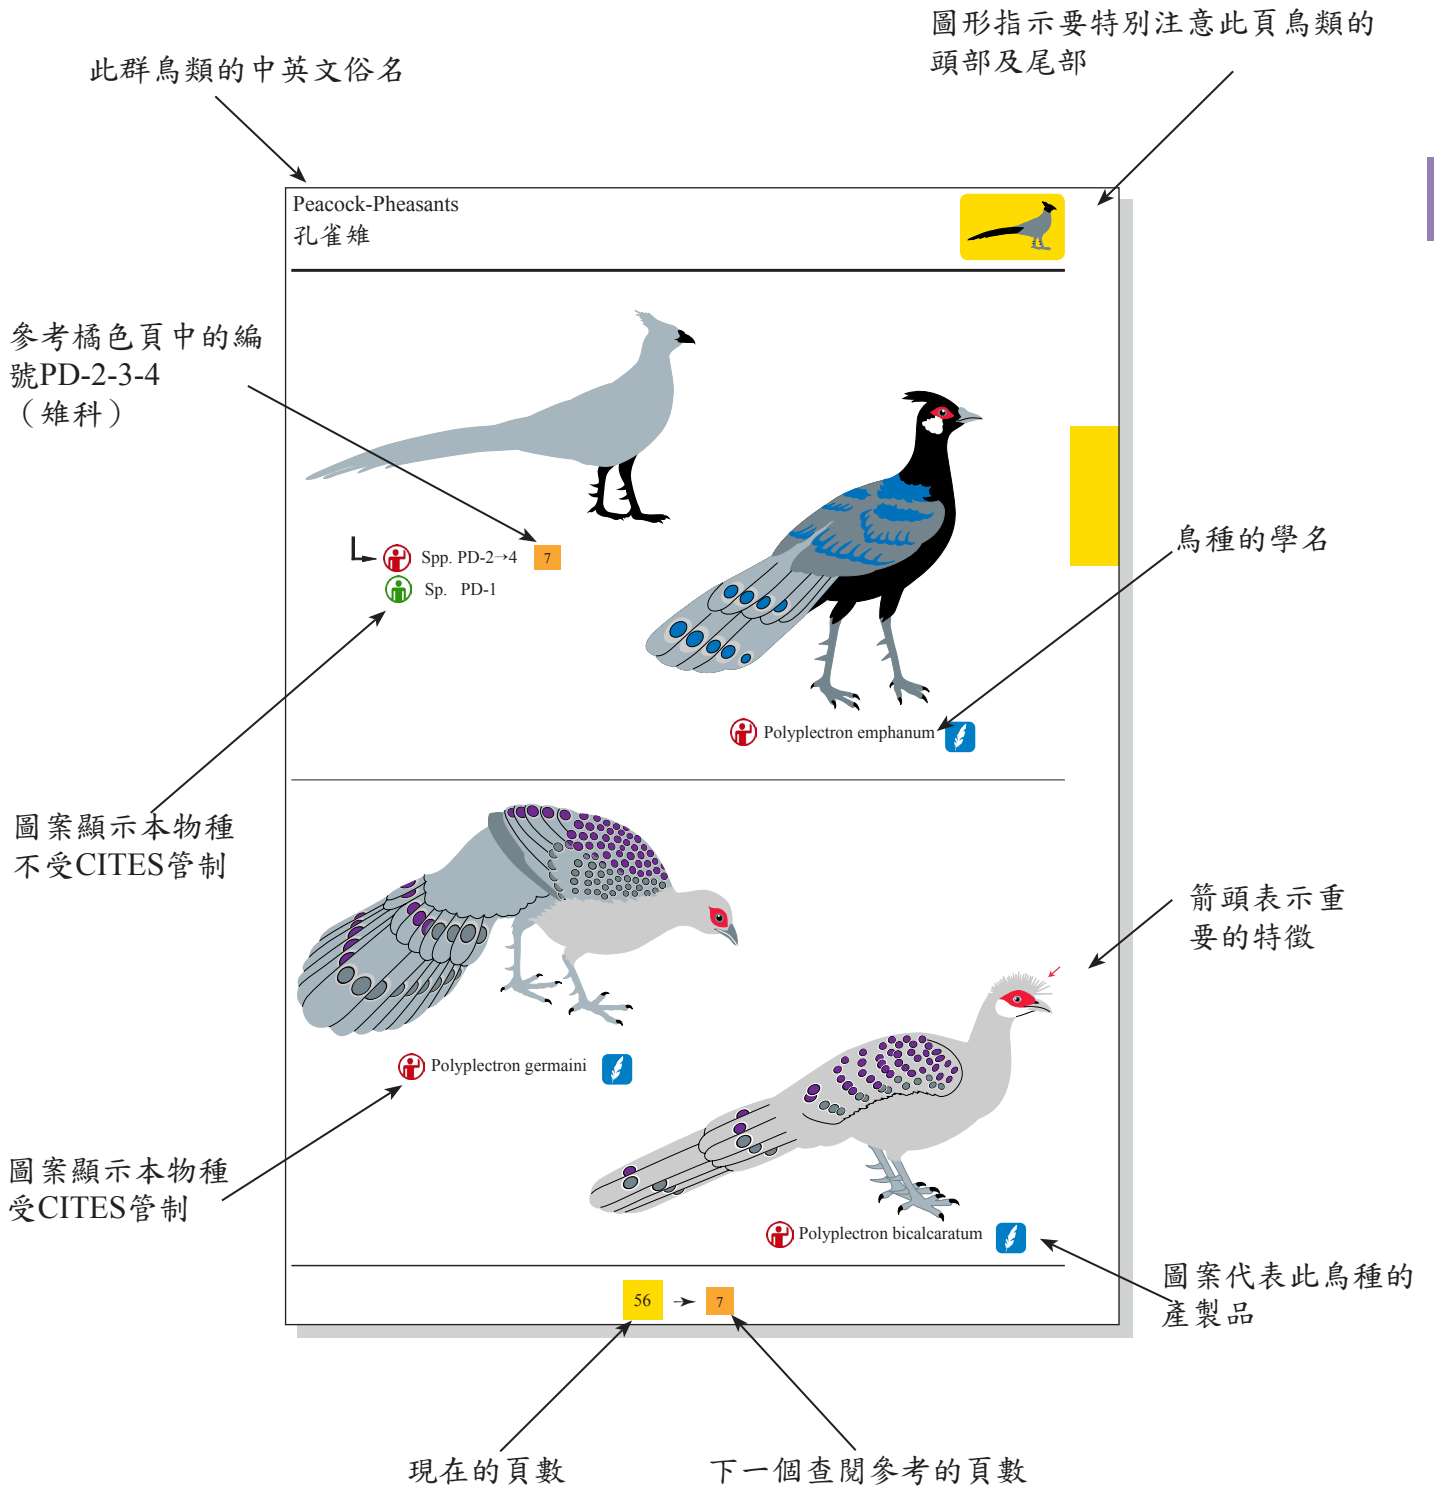 圖形指示要特別注意此頁鳥類的
頭部及尾部
此群鳥類的中英文俗名
Peacock-Pheasants
孔雀雉
參考橘色頁中的編
號PD-2-3-4
（雉科）
Spp. PD-2→4 7
Sp. PD-1
鳥種的學名
Polyplectron emphanum
圖案顯示本物種
不受CITES管制
箭頭表示重
要的特徵
Polyplectron germaini
圖案顯示本物種
受CITES管制
Polyplectron bicalcaratum
圖案代表此鳥種的
產製品
56 → 7
現在的頁數
下一個查閱參考的頁數